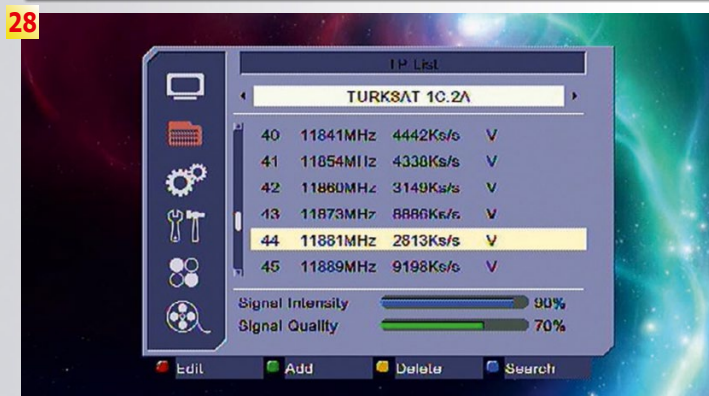 28
TP List
TURKSAT 1C.2A
40 11841MHz 4442Ks/s V
41 11854MHz 4338Ks/s V
42 11860MHz 3149Ks/s V
43 11873MHz 8886Ks/s V
44 11881MHz 2813Ks/s V
45 11889MHz 9198Ks/s V
Signal Intensity 90%
Signal Quality 70%
Edit Add Delete Search